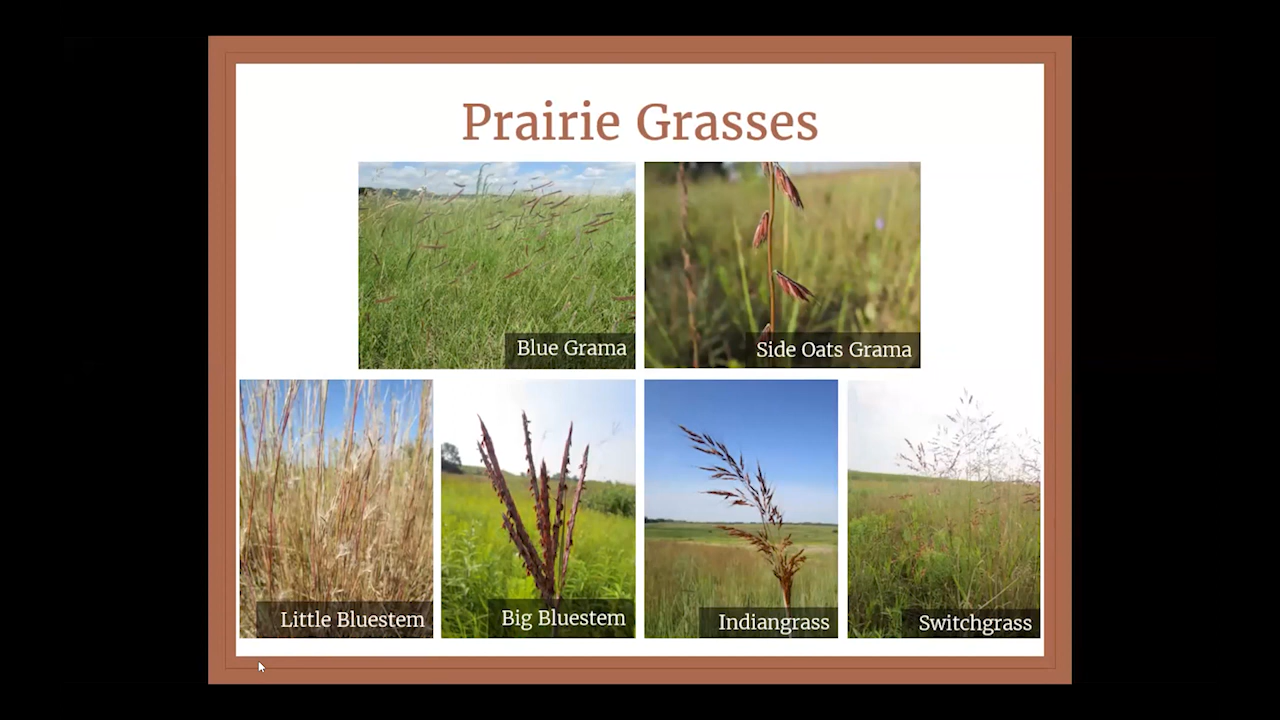 Prairie Grasses
Blue Grama
Side Oats Grama
Little Bluestem
Big Bluestem
Indiangrass
Switchgrass